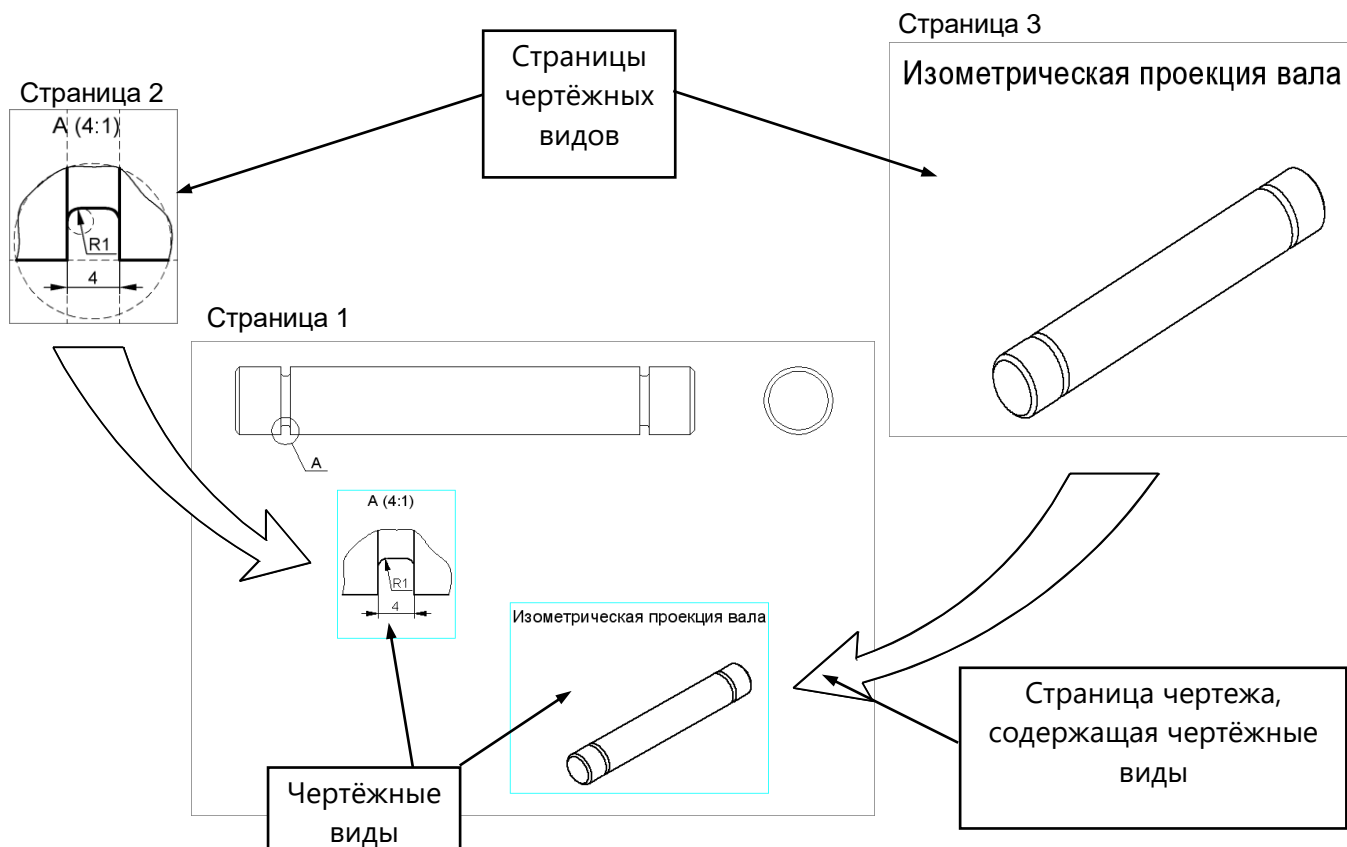 Страница 3
Страницы
чертёжных
видов
Изометрическая проекция вала
Страница 2
А (4:1)
R1
4
Страница 1
А
А (4:1)
R1
4
Изометрическая проекция вала
Страница чертежа,
содержащая чертёжные
виды
Чертёжные
виды